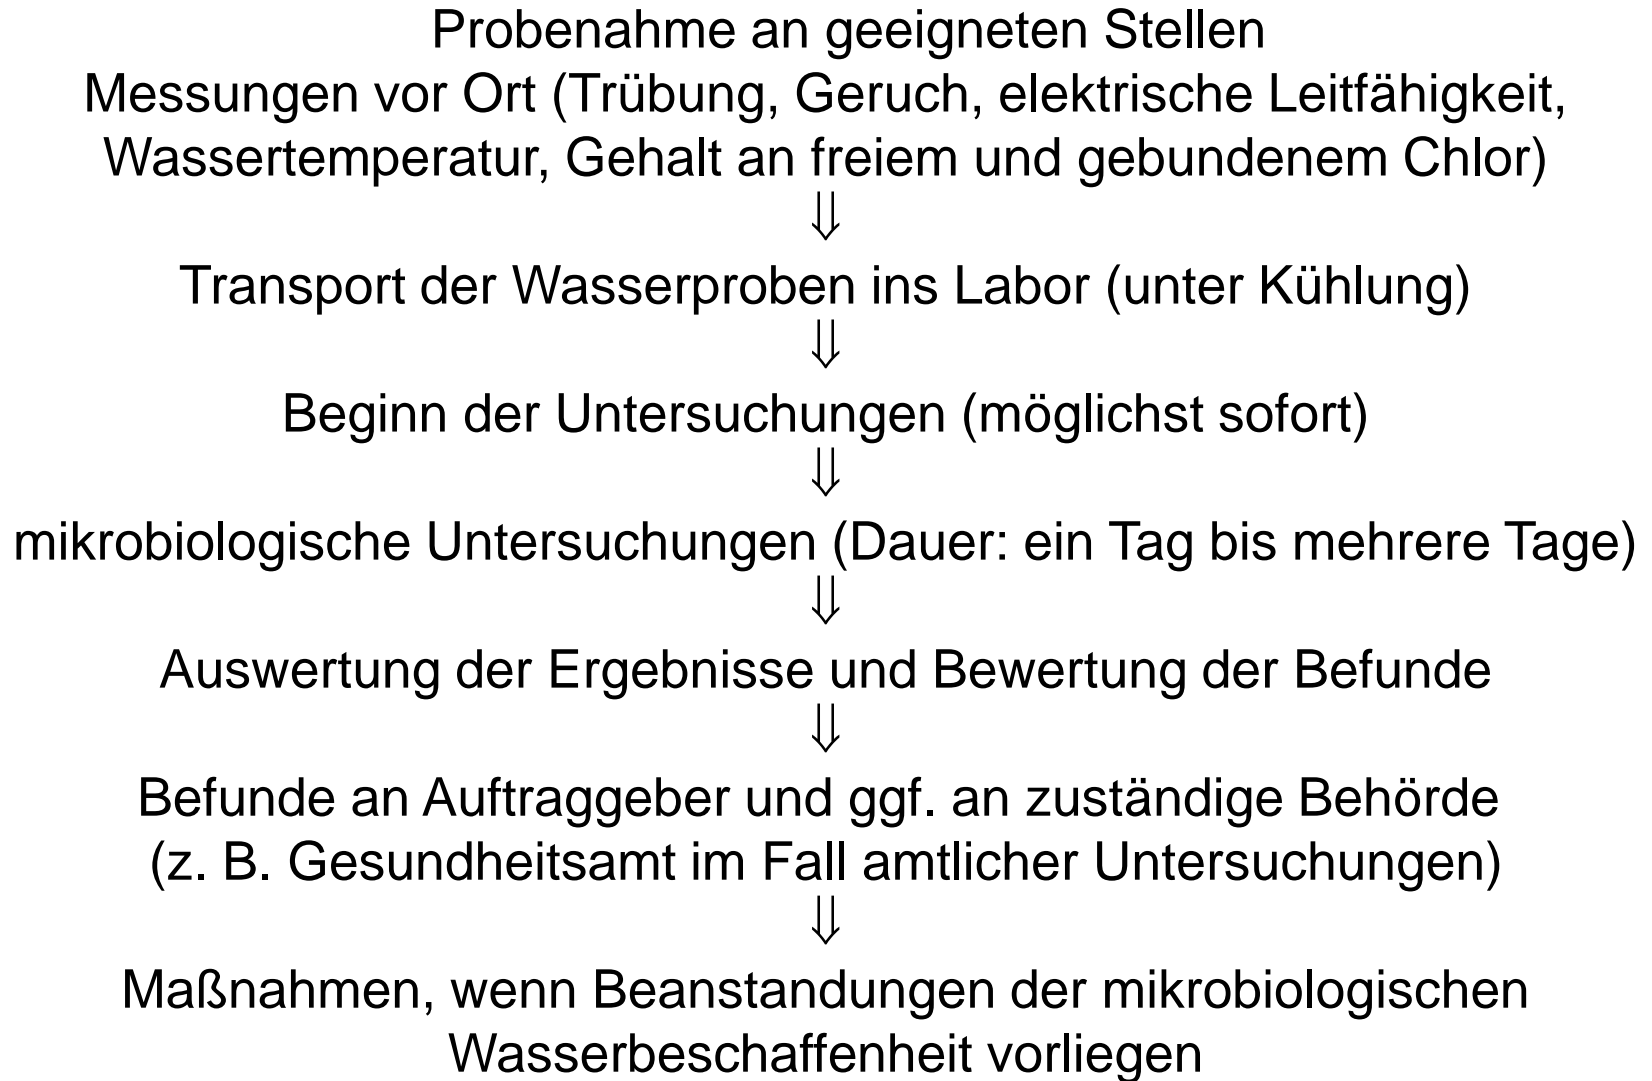 Probenahme an geeigneten Stellen
Messungen vor Ort (Trübung, Geruch, elektrische Leitfähigkeit,
Wassertemperatur, Gehalt an freiem und gebundenem Chlor)
⇓
Transport der Wasserproben ins Labor (unter Kühlung)
⇓
Beginn der Untersuchungen (möglichst sofort)
⇓
mikrobiologische Untersuchungen (Dauer: ein Tag bis mehrere Tage)
⇓
Auswertung der Ergebnisse und Bewertung der Befunde
⇓
Befunde an Auftraggeber und ggf. an zuständige Behörde
(z. B. Gesundheitsamt im Fall amtlicher Untersuchungen)
⇓
Maßnahmen, wenn Beanstandungen der mikrobiologischen
Wasserbeschaffenheit vorliegen